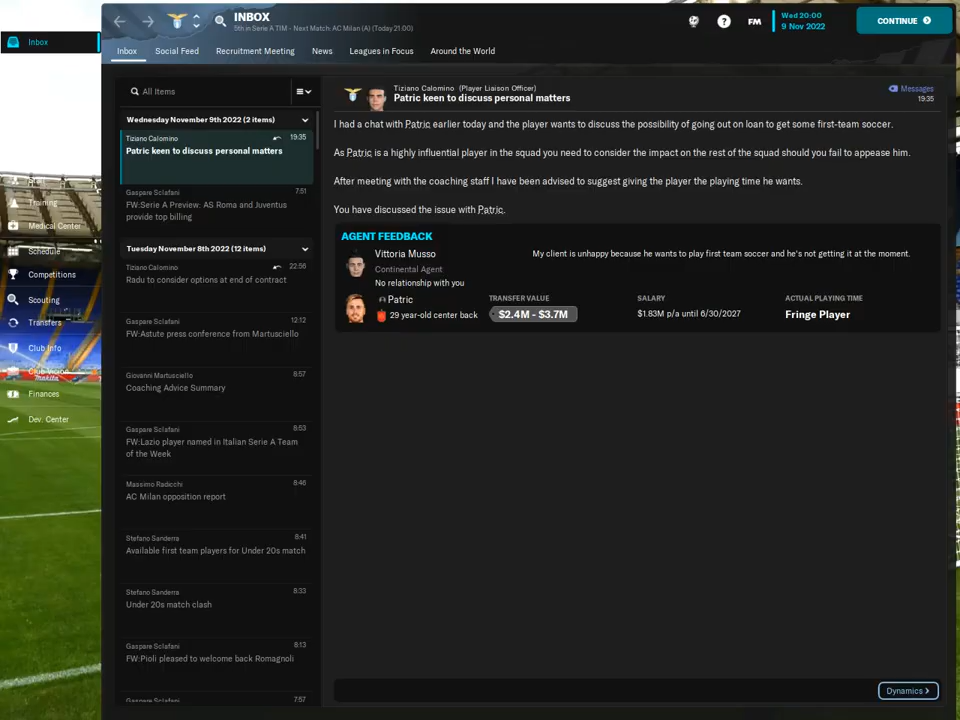 INBOX
5th in Serie A TIM - Next Match: AC Milan (A) (Today 21:00)
FM
Wed 20:00
9 Nov 2022
CONTINUE
Inbox
Inbox
Social Feed
Recruitment Meeting
News
Leagues in Focus
Around the World
All Items
Wednesday November 9th 2022 (2 items)
Tiziano Calomino
19:35
Patric keen to discuss personal matters
Gaspare Sclafani
7:51
FW:Serie A Preview: AS Roma and Juventus
provide top billing
Tuesday November 8th 2022 (12 items)
Tiziano Calomino
22:56
Radu to consider options at end of contract
Gaspare Sclafani
12:12
FW:Astute press conference from Martusciello
Giovanni Martusciello
8:57
Coaching Advice Summary
Gaspare Sclafani
8:53
FW:Lazio player named in Italian Serie A Team
of the Week
Massimo Radicchi
8:46
AC Milan opposition report
Stefano Sanderra
8:41
Available first team players for Under 20s match
Stefano Sanderra
8:33
Under 20s match clash
Gaspare Sclafani
8:13
FW:Pioli pleased to welcome back Romagnoli
Gaspare Sclafani
7:57
Training
Medical Center
Schedule
Competitions
Scouting
Transfers
Club Info
Club Vision
Finances
Dev. Center
Tiziano Calomino (Player Liaison Officer)
Patric keen to discuss personal matters
Messages
19:35
I had a chat with Patric earlier today and the player wants to discuss the possibility of going out on loan to get some first-team soccer.
As Patric is a highly influential player in the squad you need to consider the impact on the rest of the squad should you fail to appease him.
After meeting with the coaching staff I have been advised to suggest giving the player the playing time he wants.
You have discussed the issue with Patric.
AGENT FEEDBACK
Vittoria Musso
Continental Agent
No relationship with you
My client is unhappy because he wants to play first team soccer and he's not getting it at the moment.
Patric
29 year-old center back
TRANSFER VALUE
$2.4M - $3.7M
SALARY
$1.83M p/a until 6/30/2027
ACTUAL PLAYING TIME
Fringe Player
Dynamics